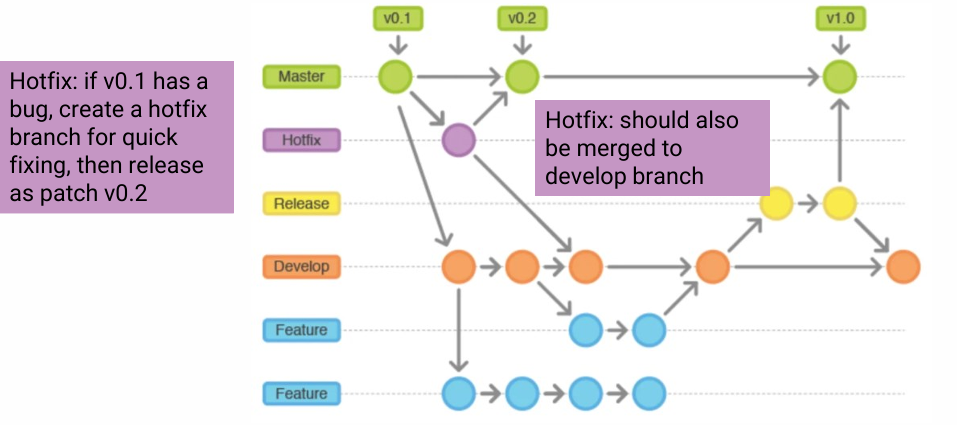 v0.1
v0.2
v1.0
Hotfix: if v0.1 has a
bug, create a hotfix
branch for quick
fixing, then release
as patch v0.2
Master
Hotfix: should also
be merged to
develop branch
Hotfix
Release
Develop
Feature
Feature